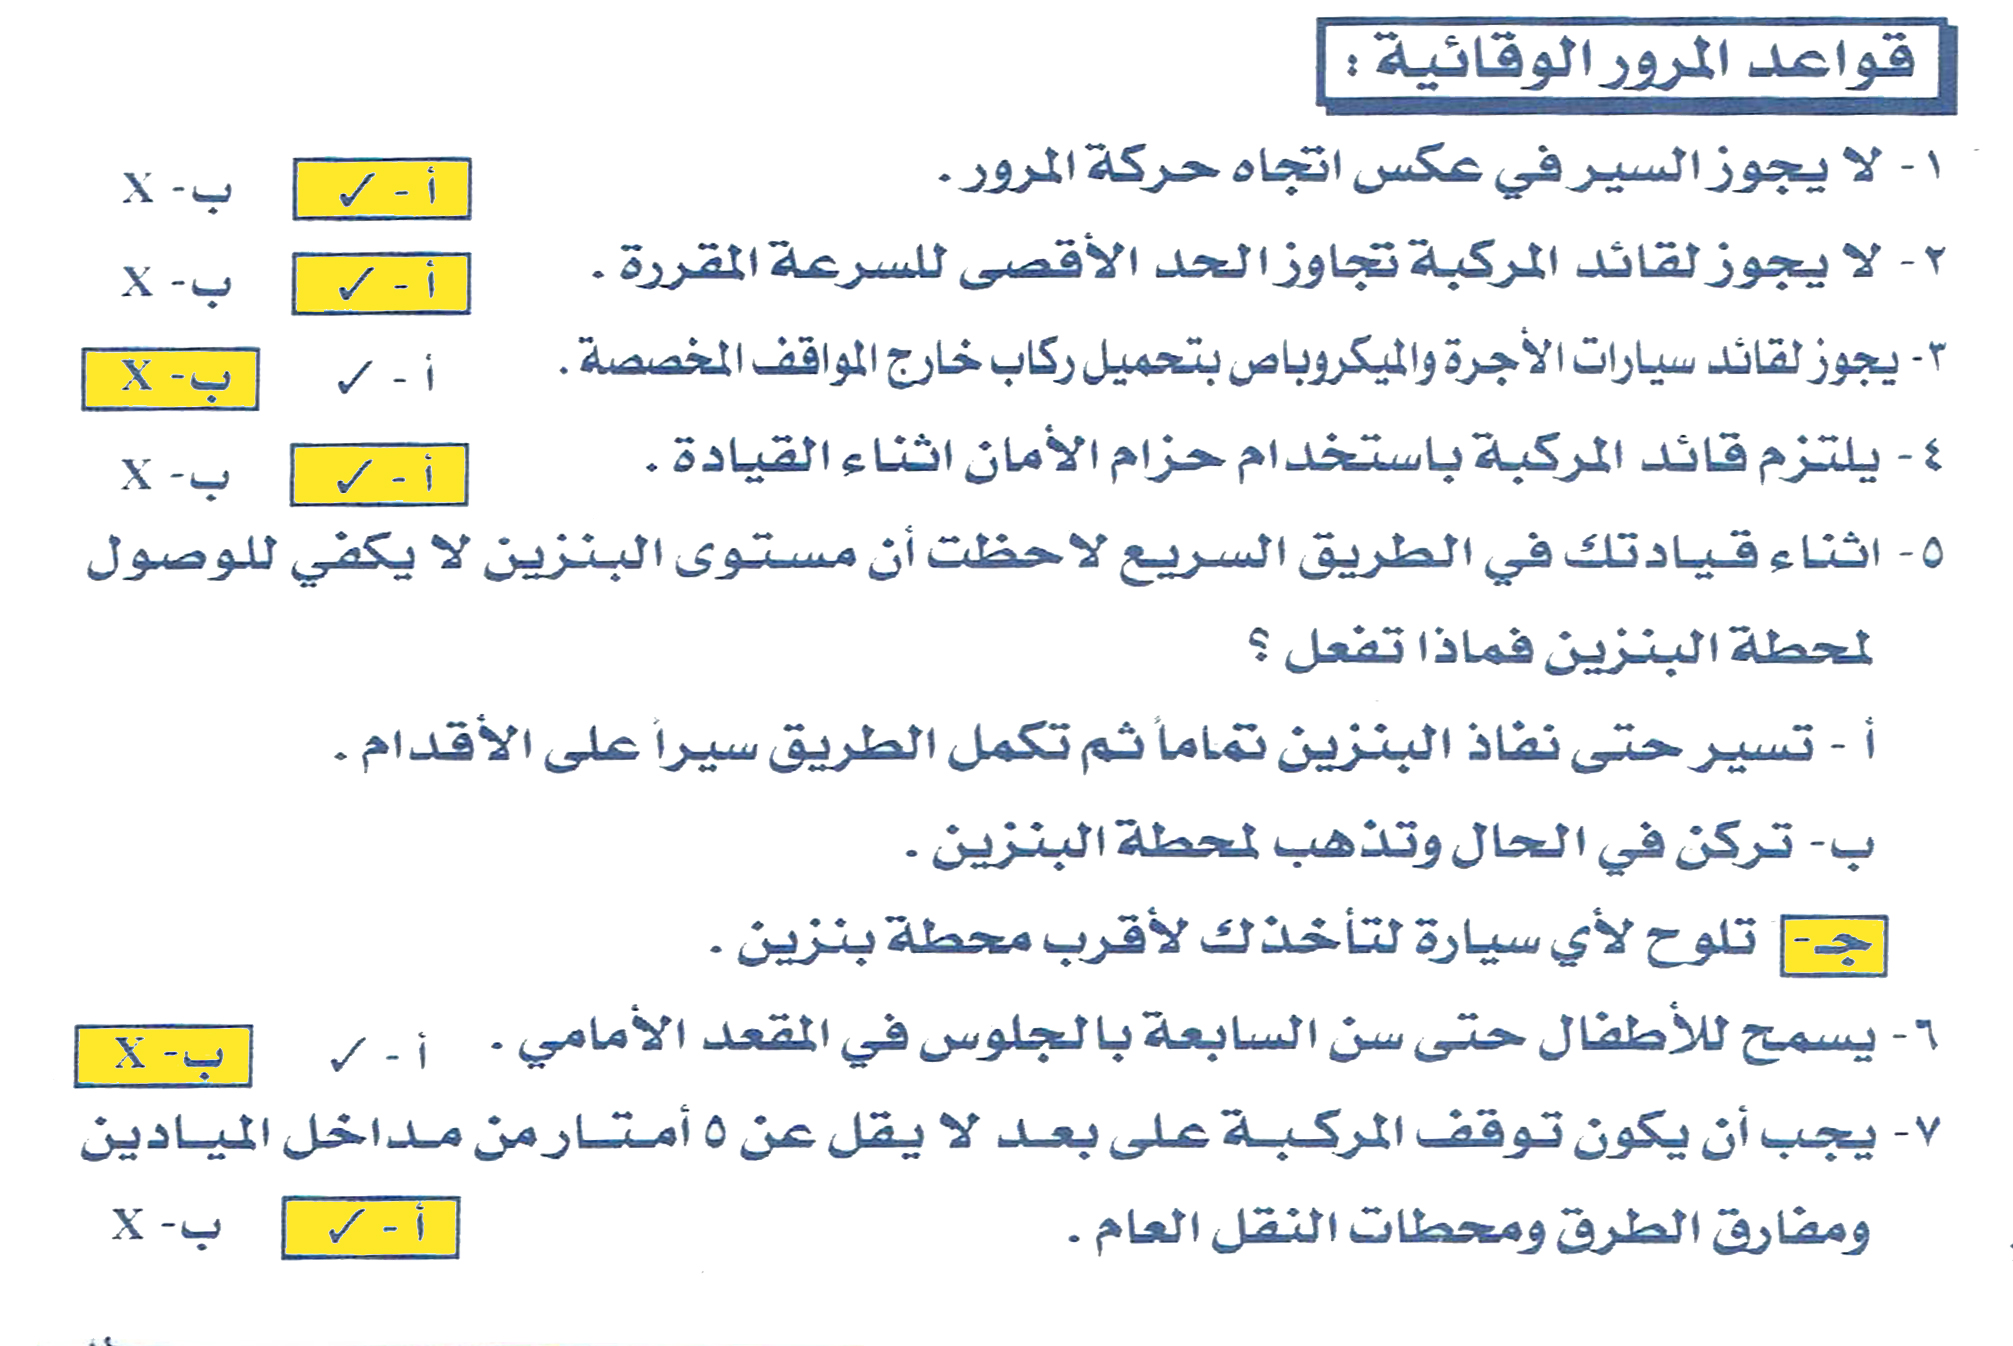 قواعد المرور الوقائية :
١- لا يجوز السير في عكس اتجاه حركة المرور . أ - ✓ ب- X
٢- لا يجوز لقائد المركبة تجاوز الحد الأقصى للسرعة المقررة . أ - ✓ ب- X
٣- يجوز لقائد سيارات الأجرة والميكروباص بتحميل ركاب خارج المواقف المخصصة . أ - ✓ ب- X
٤- يلتزم قائد المركبة باستخدام حزام الأمان اثناء القيادة . أ - ✓ ب- X
٥- اثناء قيادتك في الطريق السريع لاحظت أن مستوى البنزين لا يكفي للوصول
لمحطة البنزين فماذا تفعل ؟
أ - تسير حتى نفاذ البنزين تماماً ثم تكمل الطريق سيراً على الأقدام .
ب- تركن في الحال وتذهب لمحطة البنزين .
جـ- تلوح لأي سيارة لتأخذك لأقرب محطة بنزين .
٦- يسمح للأطفال حتى سن السابعة بالجلوس في المقعد الأمامي . أ - ✓ ب- X
٧- يجب أن يكون توقف المركبة على بعد لا يقل عن ٥ أمتار من مداخل الميادين
ومفارق الطرق ومحطات النقل العام . أ - ✓ ب- X